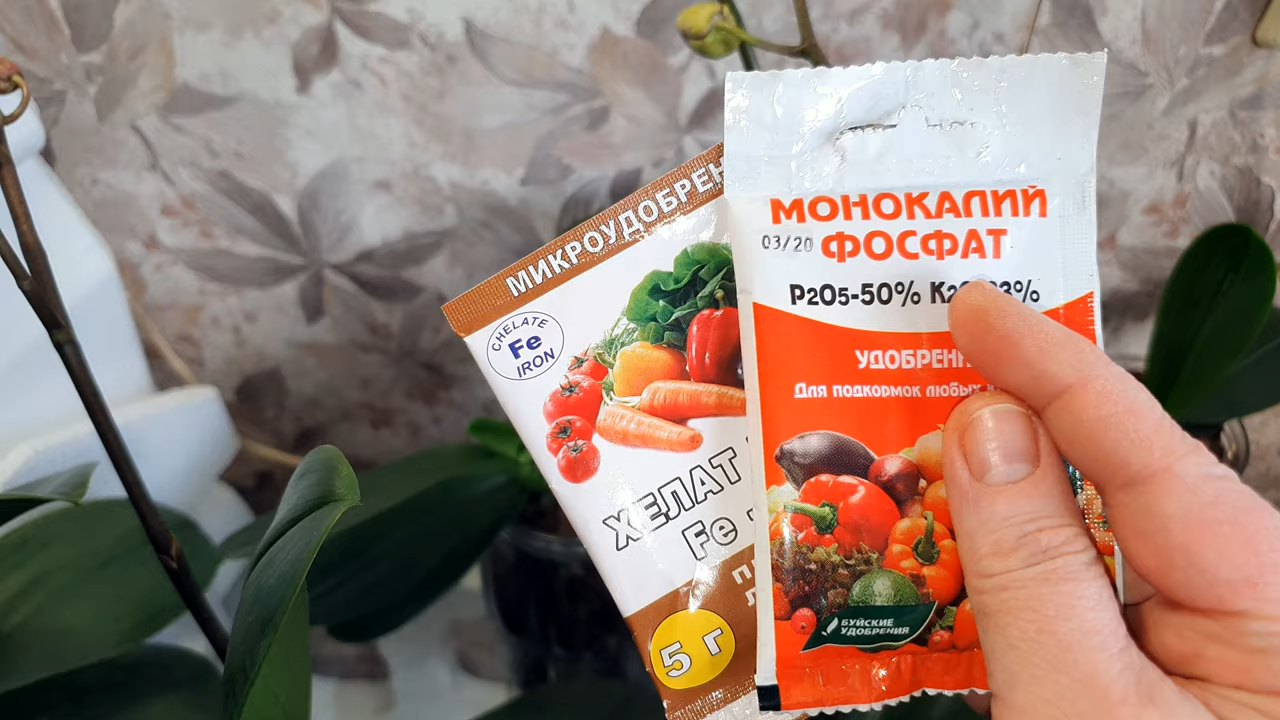 МИКРОУДОБРЕН
CHELATE
Fe
IRON
ХЕЛАТ
Fe
5 г
МОНОКАЛИЙ
03/20 ФОСФАТ
P2O5-50%
УДОБРЕН
Для подкормок любых
БУЙСКИЕ
УДОБРЕНИЯ